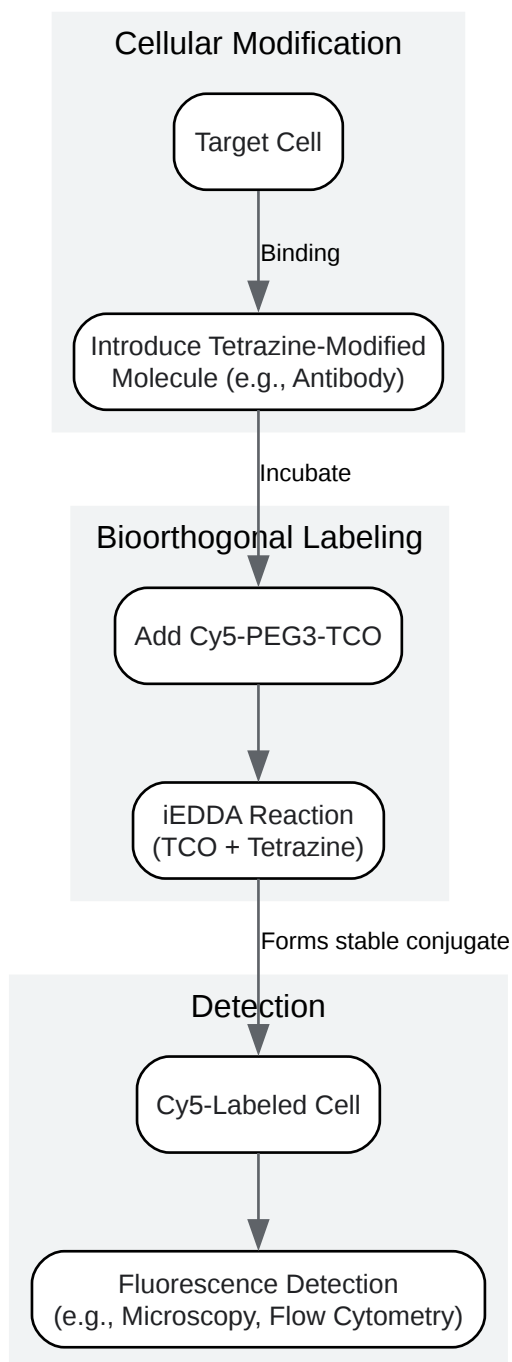 Cellular Modification
Target Cell
Binding
Introduce Tetrazine-Modified
Molecule (e.g., Antibody)
Incubate
Bioorthogonal Labeling
Add Cy5-PEG3-TCO
iEDDA Reaction
(TCO + Tetrazine)
Forms stable conjugate
Detection
Cy5-Labeled Cell
Fluorescence Detection
(e.g., Microscopy, Flow Cytometry)